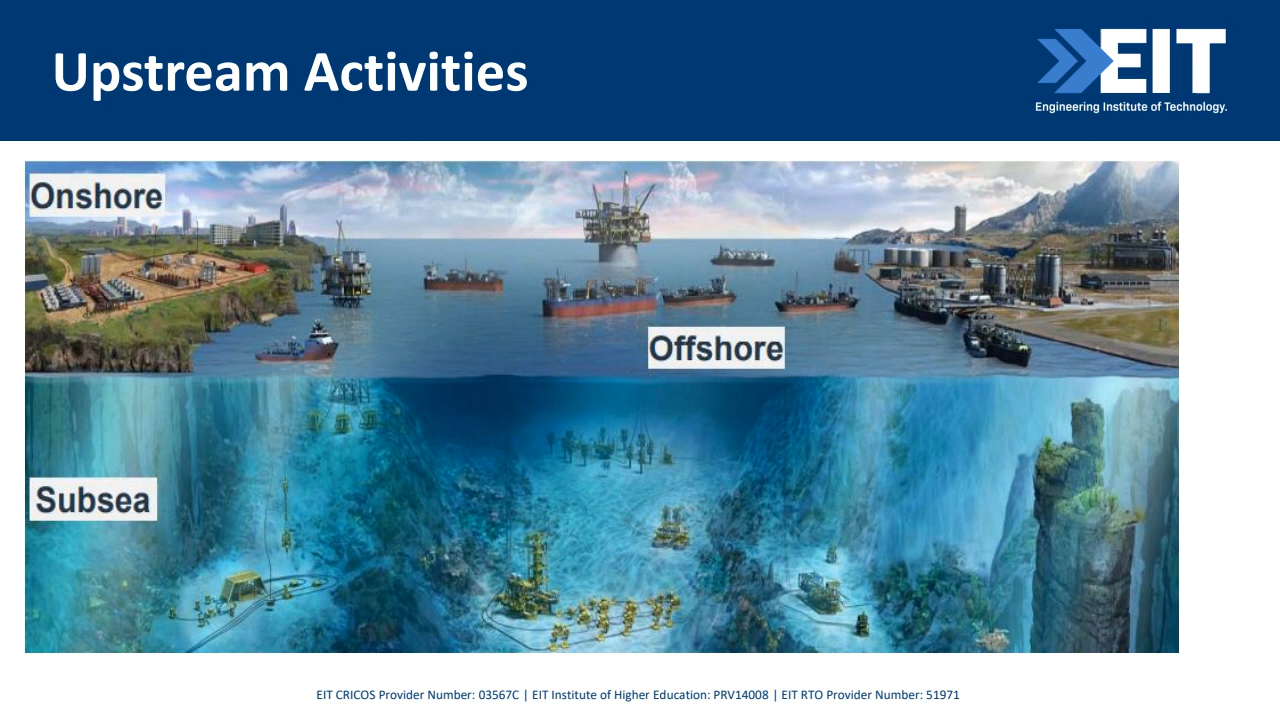 Upstream Activities
EIT
Engineering Institute of Technology.
Onshore
Offshore
Subsea
EIT CRICOS Provider Number: 03567C | EIT Institute of Higher Education: PRV14008 | EIT RTO Provider Number: 51971